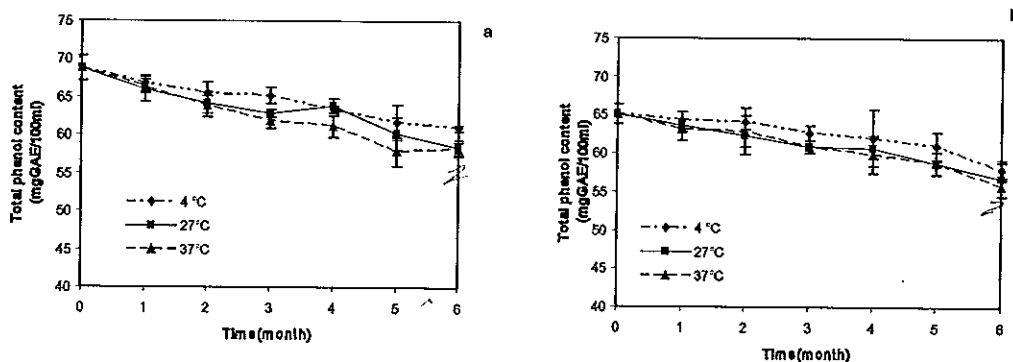 a
75
70
65
60
55
50
45
40
Total phenol content
(mgGAE/100ml)
4°C
27°C
37°C
0 1 2 3 4 5 6
Time(month)
75
70
65
60
55
50
45
40
Total phenol content
(mgGAE/100ml)
4°C
27°C
37°C
0 1 2 3 4 5 6
Time(month)